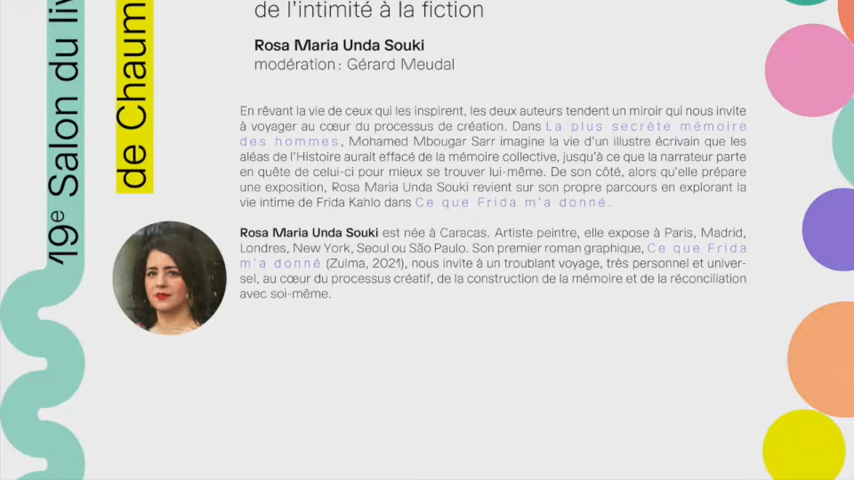 19e Salon du liv
de Chaum
de l'intimité à la fiction
Rosa Maria Unda Souki
modération : Gérard Meudal
En rêvant la vie de ceux qui les inspirent, les deux auteurs tendent un miroir qui nous invite
à voyager au cœur du processus de création. Dans La plus secrète mémoire
des hommes, Mohamed Mbougar Sarr imagine la vie d'un illustre écrivain que les
aléas de l'Histoire aurait effacé de la mémoire collective, jusqu'à ce que la narrateur parte
en quête de celui-ci pour mieux se trouver lui-même. De son côté, alors qu'elle prépare
une exposition, Rosa Maria Unda Souki revient sur son propre parcours en explorant la
vie intime de Frida Kahlo dans Ce que Frida m'a donné.
Rosa Maria Unda Souki est née à Caracas. Artiste peintre, elle expose à Paris, Madrid,
Londres, New York, Seoul ou São Paulo. Son premier roman graphique, Ce que Frida
m'a donné (Zulma, 2021), nous invite à un troublant voyage, très personnel et univer-
sel, au cœur du processus créatif, de la construction de la mémoire et de la réconciliation
avec soi-même.